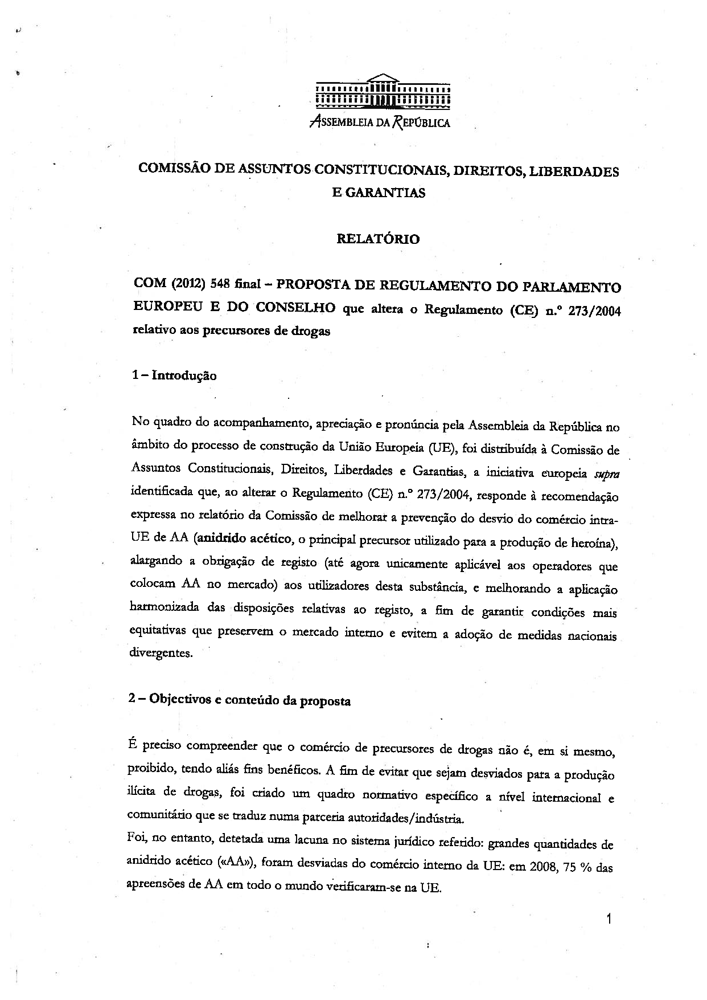 ASSEMBLEIA DA REPÚBLICA
COMISSÃO DE ASSUNTOS CONSTITUCIONAIS, DIREITOS, LIBERDADES
E GARANTIAS
RELATÓRIO
COM (2012) 548 final – PROPOSTA DE REGULAMENTO DO PARLAMENTO
EUROPEU E DO CONSELHO que altera o Regulamento (CE) n.º 273/2004
relativo aos precursores de drogas
1 – Introdução
No quadro do acompanhamento, apreciação e pronúncia pela Assembleia da República no
âmbito do processo de construção da União Europeia (UE), foi distribuída à Comissão de
Assuntos Constitucionais, Direitos, Liberdades e Garantias, a iniciativa europeia supra
identificada que, ao alterar o Regulamento (CE) n.º 273/2004, responde à recomendação
expressa no relatório da Comissão de melhorar a prevenção do desvio do comércio intra-
UE de AA (anidrido acético, o principal precursor utilizado para a produção de heroína),
alargando a obrigação de registo (até agora unicamente aplicável aos operadores que
colocam AA no mercado) aos utilizadores desta substância, e melhorando a aplicação
harmonizada das disposições relativas ao registo, a fim de garantir condições mais
equitativas que preservem o mercado interno e evitem a adoção de medidas nacionais
divergentes.
2 – Objectivos e conteúdo da proposta
É preciso compreender que o comércio de precursores de drogas não é, em si mesmo,
proibido, tendo aliás fins benéficos. A fim de evitar que sejam desviados para a produção
ilícita de drogas, foi criado um quadro normativo específico a nível internacional e
comunitário que se traduz numa parceria autoridades/indústria.
Foi, no entanto, detetada uma lacuna no sistema jurídico referido: grandes quantidades de
anidrido acético («AA»), foram desviadas do comércio interno da UE: em 2008, 75 % das
apreensões de AA em todo o mundo verificaram-se na UE.
1